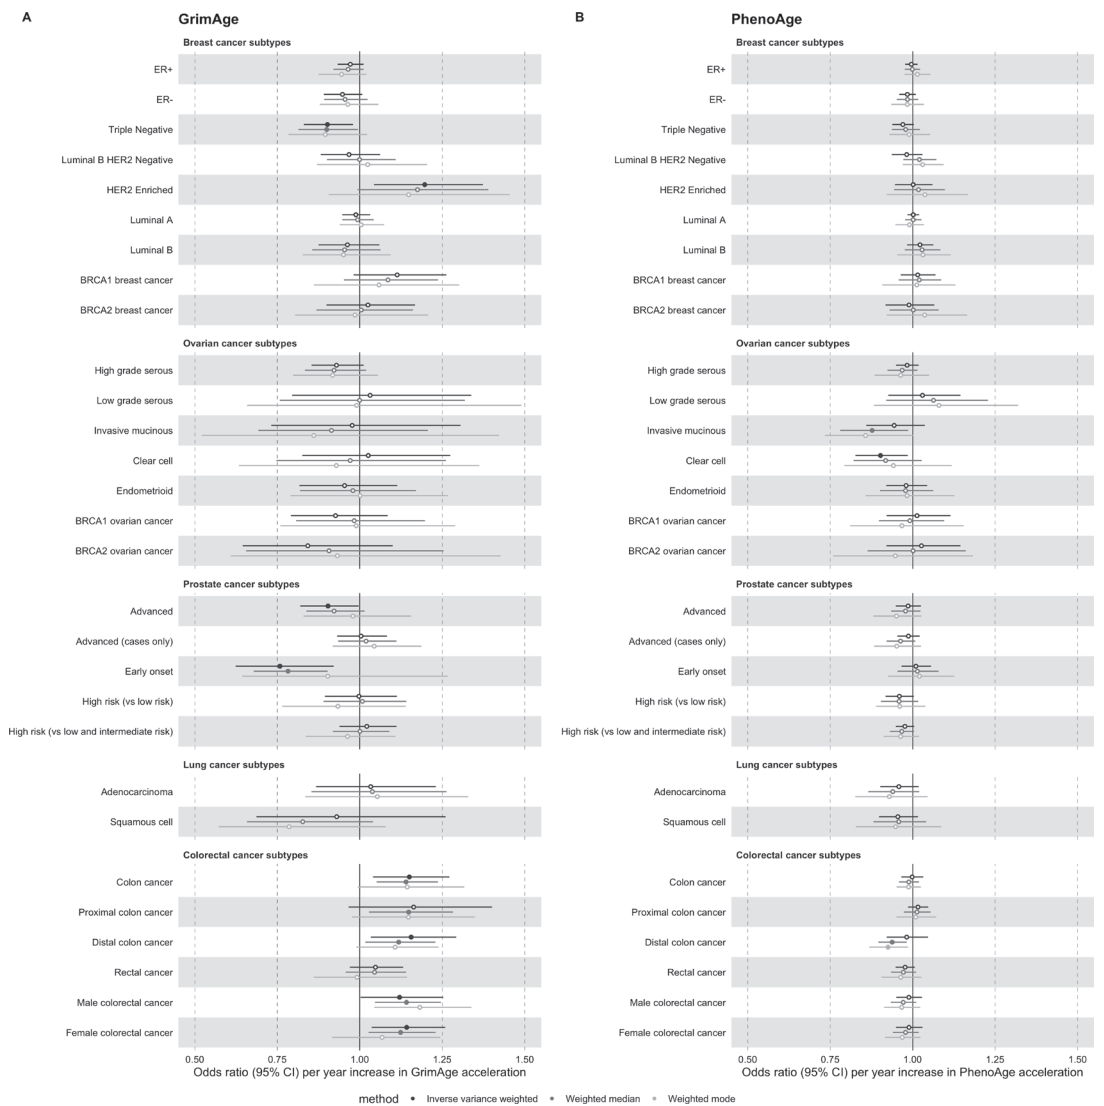 A
GrimAge
Breast cancer subtypes
ER+
ER-
Triple Negative
Luminal B HER2 Negative
HER2 Enriched
Luminal A
Luminal B
BRCA1 breast cancer
BRCA2 breast cancer
Ovarian cancer subtypes
High grade serous
Low grade serous
Invasive mucinous
Clear cell
Endometrioid
BRCA1 ovarian cancer
BRCA2 ovarian cancer
Prostate cancer subtypes
Advanced
Advanced (cases only)
Early onset
High risk (vs low risk)
High risk (vs low and intermediate risk)
Lung cancer subtypes
Adenocarcinoma
Squamous cell
Colorectal cancer subtypes
Colon cancer
Proximal colon cancer
Distal colon cancer
Rectal cancer
Male colorectal cancer
Female colorectal cancer
0.50 0.75 1.00 1.25 1.50
Odds ratio (95% CI) per year increase in GrimAge acceleration
B
PhenoAge
Breast cancer subtypes
ER+
ER-
Triple Negative
Luminal B HER2 Negative
HER2 Enriched
Luminal A
Luminal B
BRCA1 breast cancer
BRCA2 breast cancer
Ovarian cancer subtypes
High grade serous
Low grade serous
Invasive mucinous
Clear cell
Endometrioid
BRCA1 ovarian cancer
BRCA2 ovarian cancer
Prostate cancer subtypes
Advanced
Advanced (cases only)
Early onset
High risk (vs low risk)
High risk (vs low and intermediate risk)
Lung cancer subtypes
Adenocarcinoma
Squamous cell
Colorectal cancer subtypes
Colon cancer
Proximal colon cancer
Distal colon cancer
Rectal cancer
Male colorectal cancer
Female colorectal cancer
0.50 0.75 1.00 1.25 1.50
Odds ratio (95% CI) per year increase in PhenoAge acceleration
method Inverse variance weighted Weighted median Weighted mode